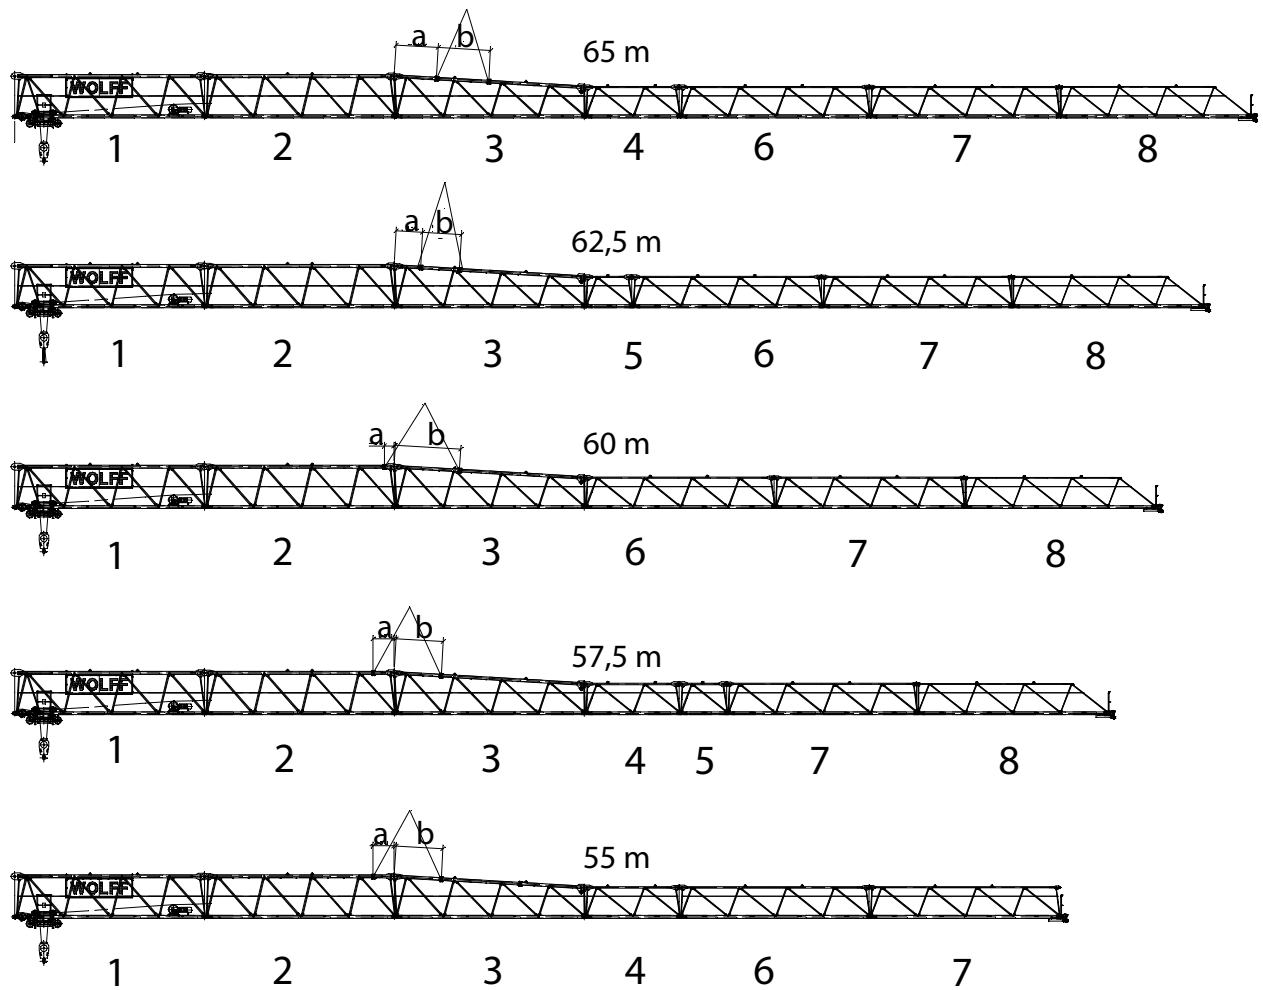 a b 65 m
WOLFF
1 2 3 4 6 7 8
a b 62,5 m
WOLFF
1 2 3 5 6 7 8
a b 60 m
WOLFF
1 2 3 6 7 8
a b 57,5 m
WOLFF
1 2 3 4 5 7 8
a b 55 m
WOLFF
1 2 3 4 6 7